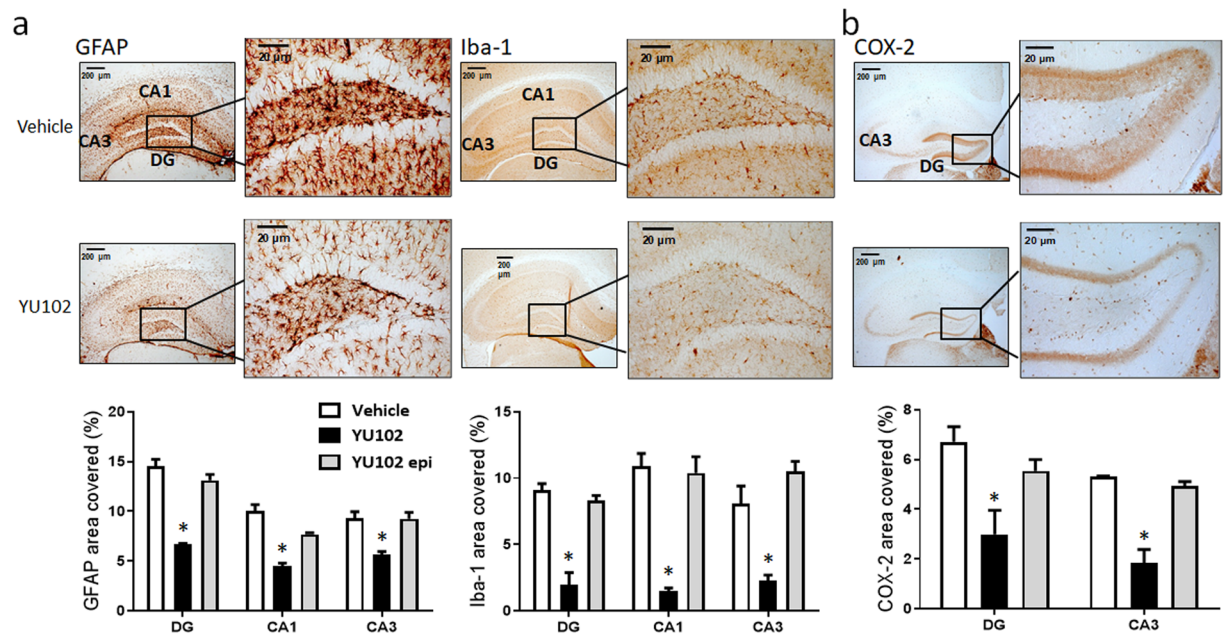 a
b
GFAP
Iba-1
COX-2
Vehicle
200 µm
CA1
CA3
DG
20 µm
200 µm
CA1
CA3
DG
20 µm
200 µm
CA3
DG
20 µm
YU102
200 µm
20 µm
200 µm
20 µm
200 µm
20 µm
GFAP area covered (%)
20
15
10
5
0
*
*
*
DG
CA1
CA3
Vehicle
YU102
YU102 epi
Iba-1 area covered (%)
15
10
5
0
*
*
*
DG
CA1
CA3
COX-2 area covered (%)
8
6
4
2
0
*
*
DG
CA3